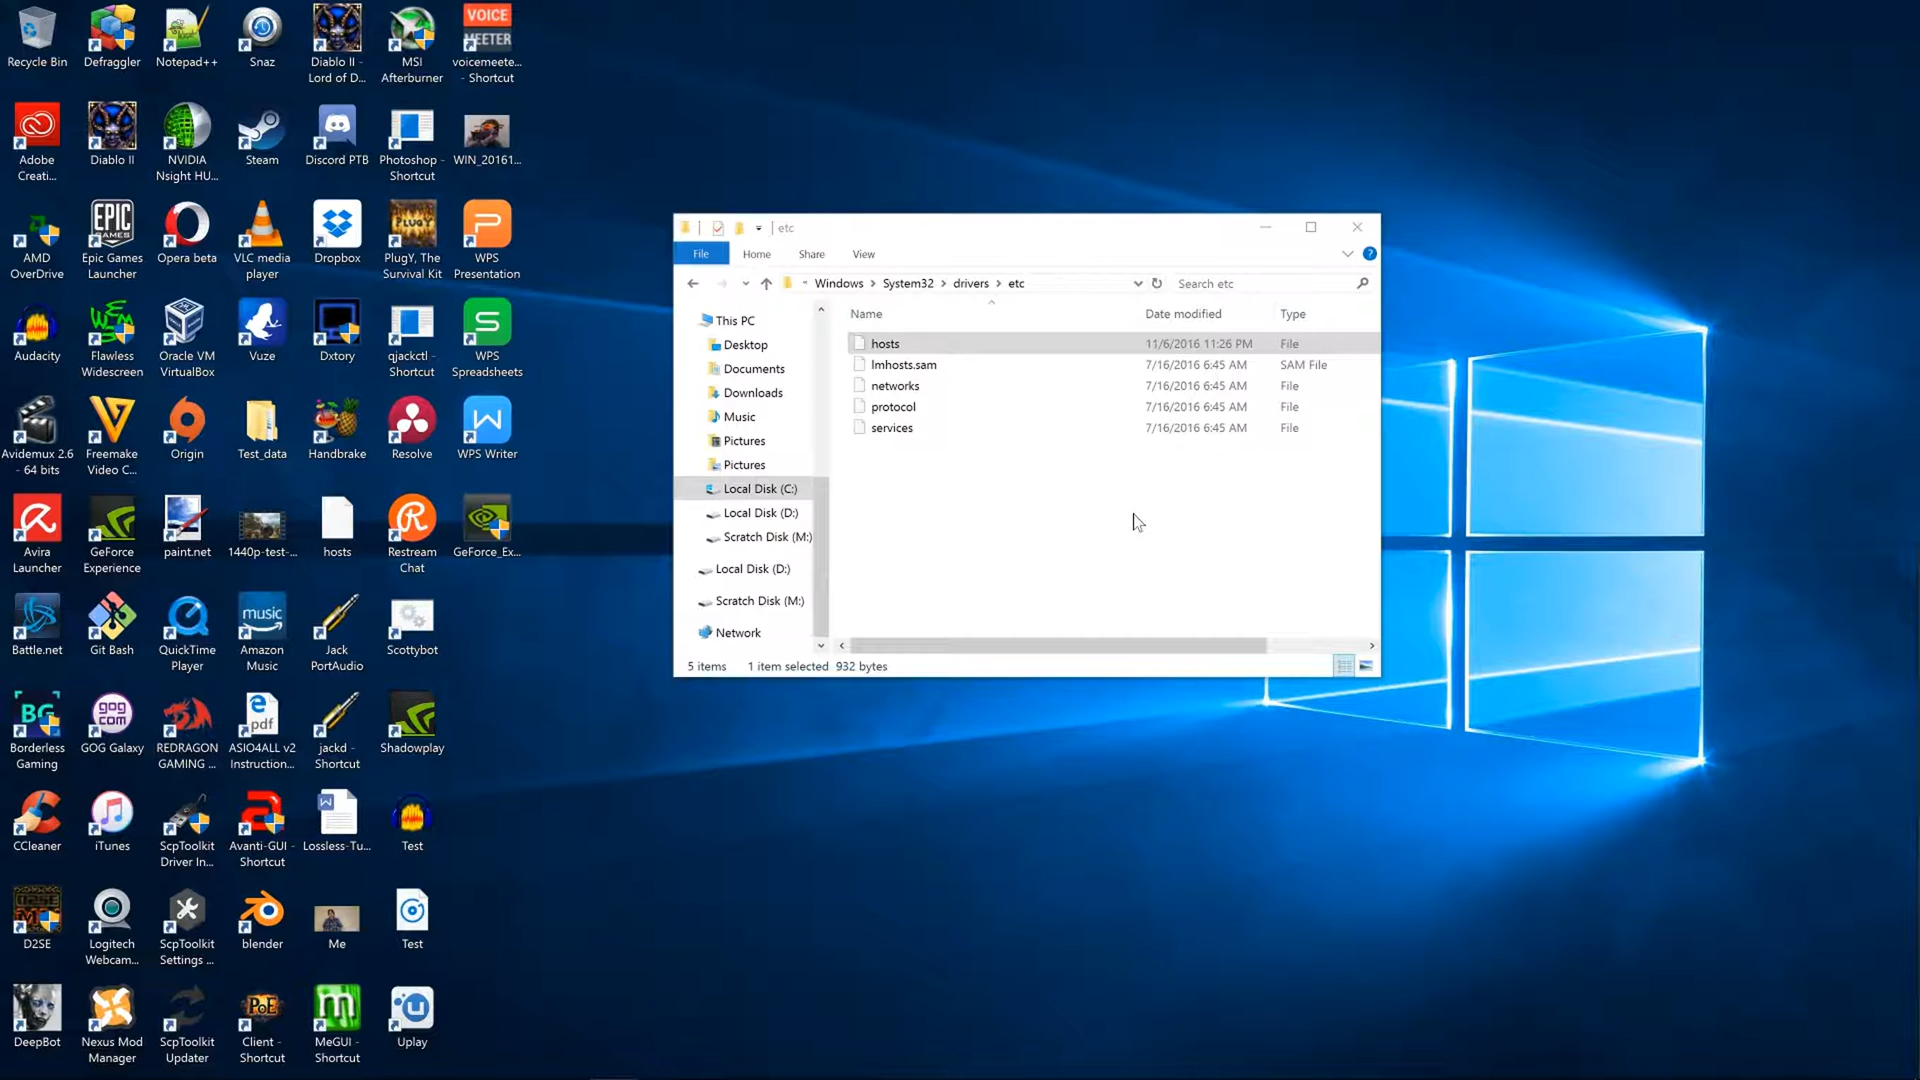 Recycle Bin
Defraggler
Notepad++
Snaz
Diablo II -
Lord of D...
MSI
Afterburner
VOICE
MEETER
voicemeete...
- Shortcut
Adobe
Creati...
Diablo II
NVIDIA
Nsight HU...
Steam
Discord PTB
Photoshop -
Shortcut
WIN_20161...
AMD
OverDrive
EPIC
GAMES
Epic Games
Launcher
Opera beta
VLC media
player
Dropbox
PLUGY
PlugY, The
Survival Kit
P
WPS
Presentation
Audacity
Flawless
Widescreen
Oracle VM
VirtualBox
Vuze
Dxtory
qjackctl -
Shortcut
S
WPS
Spreadsheets
Avidemux 2.6
- 64 bits
Freemake
Video C...
Origin
Test_data
Handbrake
Resolve
W
WPS Writer
Avira
Launcher
GeForce
Experience
paint.net
1440p-test-...
hosts
Restream
Chat
GeForce_Ex...
Battle.net
Git Bash
QuickTime
Player
music
Amazon
Music
Jack
PortAudio
Scottybot
BG
Borderless
Gaming
gog
com
GOG Galaxy
REDRAGON
GAMING ...
pdf
ASIO4ALL v2
Instruction...
jackd -
Shortcut
Shadowplay
CCleaner
iTunes
ScpToolkit
Driver In...
Avanti-GUI -
Shortcut
W
Lossless-Tu...
Test
D2SE
Logitech
Webcam...
ScpToolkit
Settings ...
blender
Me
Test
DeepBot
Nexus Mod
Manager
ScpToolkit
Updater
PoE
Client -
Shortcut
m
MeGUI -
Shortcut
Uplay
etc
File
Home
Share
View
Windows > System32 > drivers > etc
Search etc
This PC
Desktop
Documents
Downloads
Music
Pictures
Pictures
Local Disk (C:)
Local Disk (D:)
Scratch Disk (M:)
Local Disk (D:)
Scratch Disk (M:)
Network
Name Date modified Type
hosts 11/6/2016 11:26 PM File
lmhosts.sam 7/16/2016 6:45 AM SAM File
networks 7/16/2016 6:45 AM File
protocol 7/16/2016 6:45 AM File
services 7/16/2016 6:45 AM File
5 items 1 item selected 932 bytes